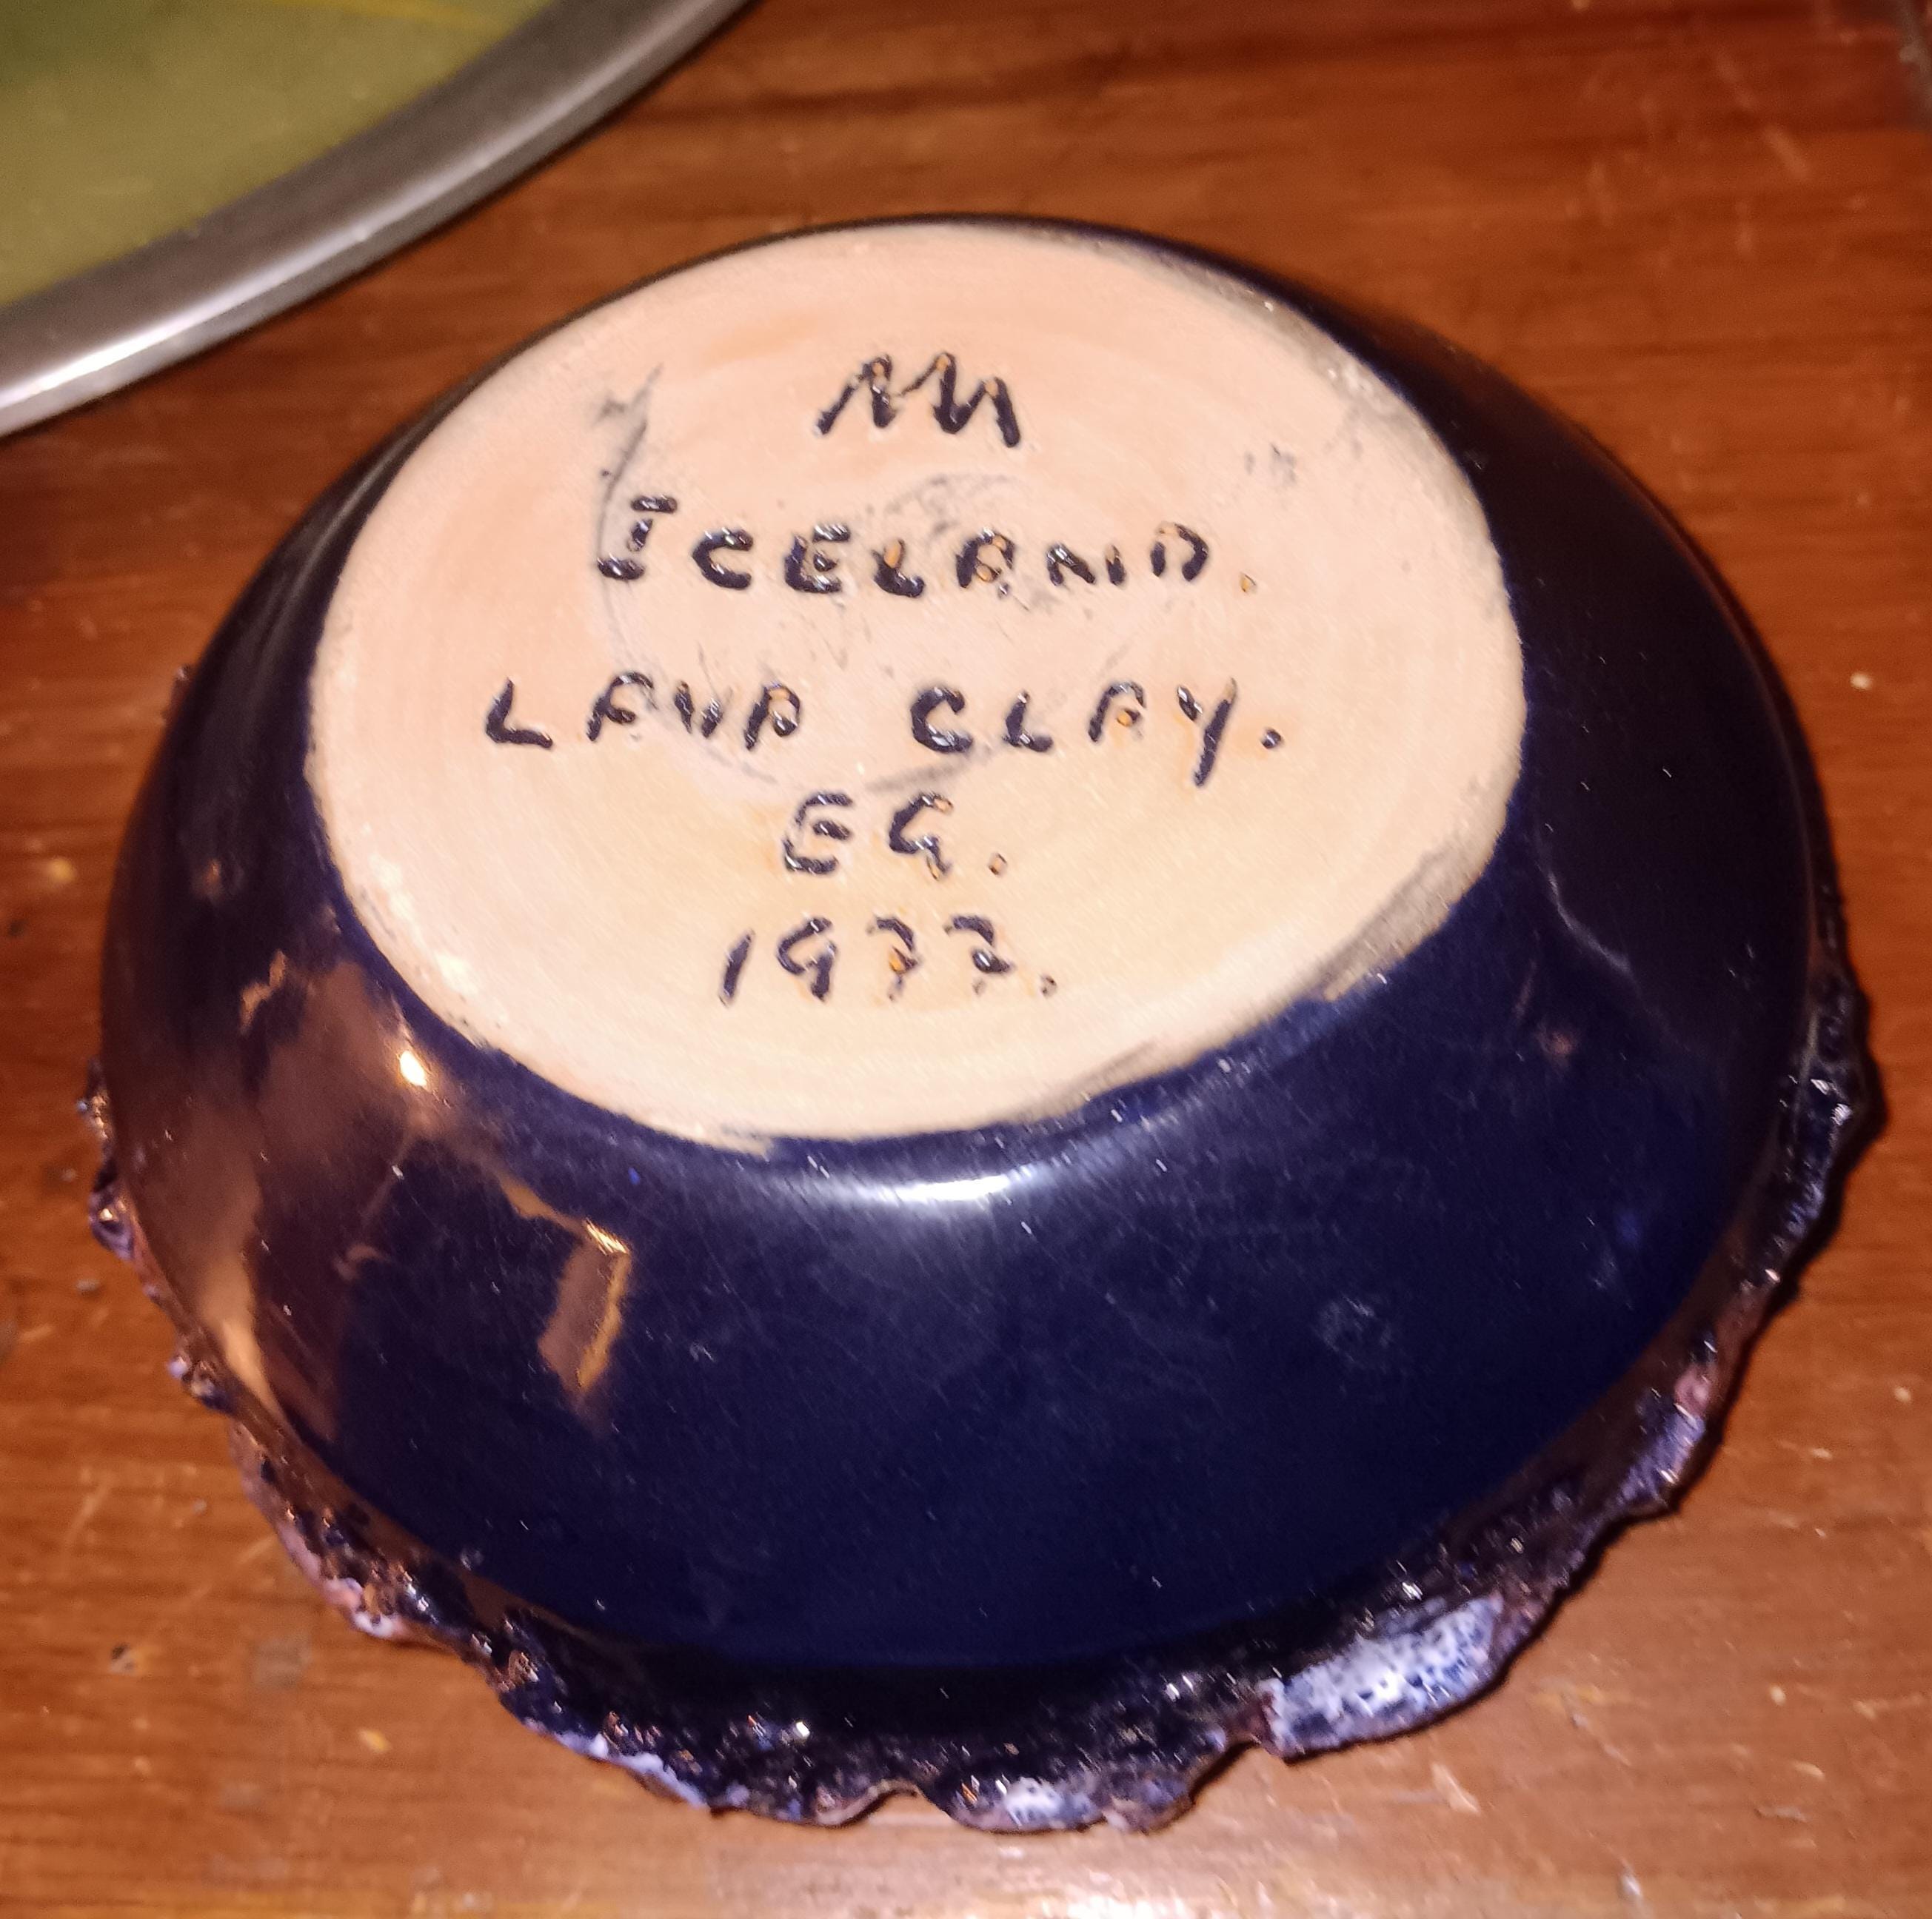 ICELAND.
LAVA CLAY.
EG.
1977.